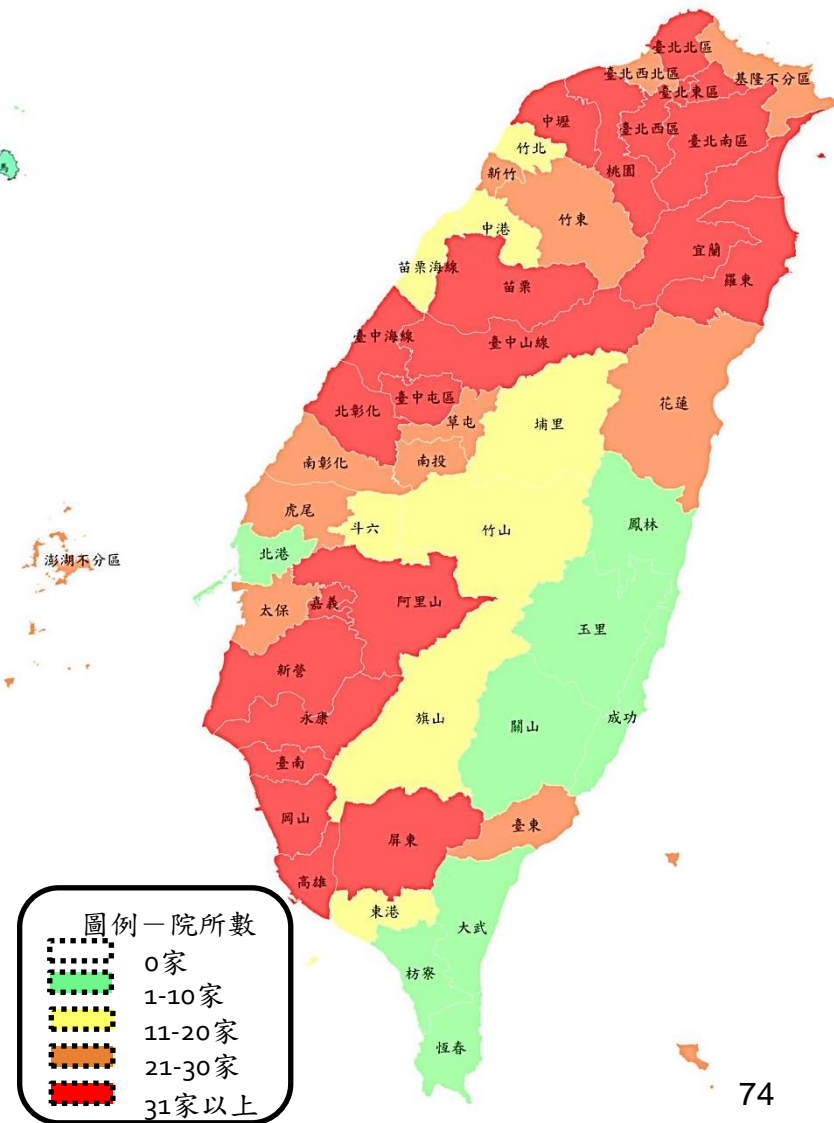 臺北北區
臺北西北區
基隆不分區
臺北東區
中壢
臺北西區
臺北南區
竹北
桃園
新竹
竹東
中港
宜蘭
苗栗海線
羅東
苗栗
臺中海線
臺中山線
臺中屯區
北彰化
花蓮
草屯
埔里
南彰化
南投
虎尾
斗六
竹山
鳳林
北港
澎湖不分區
太保
嘉義
阿里山
玉里
新營
永康
旗山
關山
成功
臺南
岡山
臺東
屏東
高雄
東港
大武
枋寮
恆春
馬
圖例－院所數
0家
1-10家
11-20家
21-30家
31家以上
74